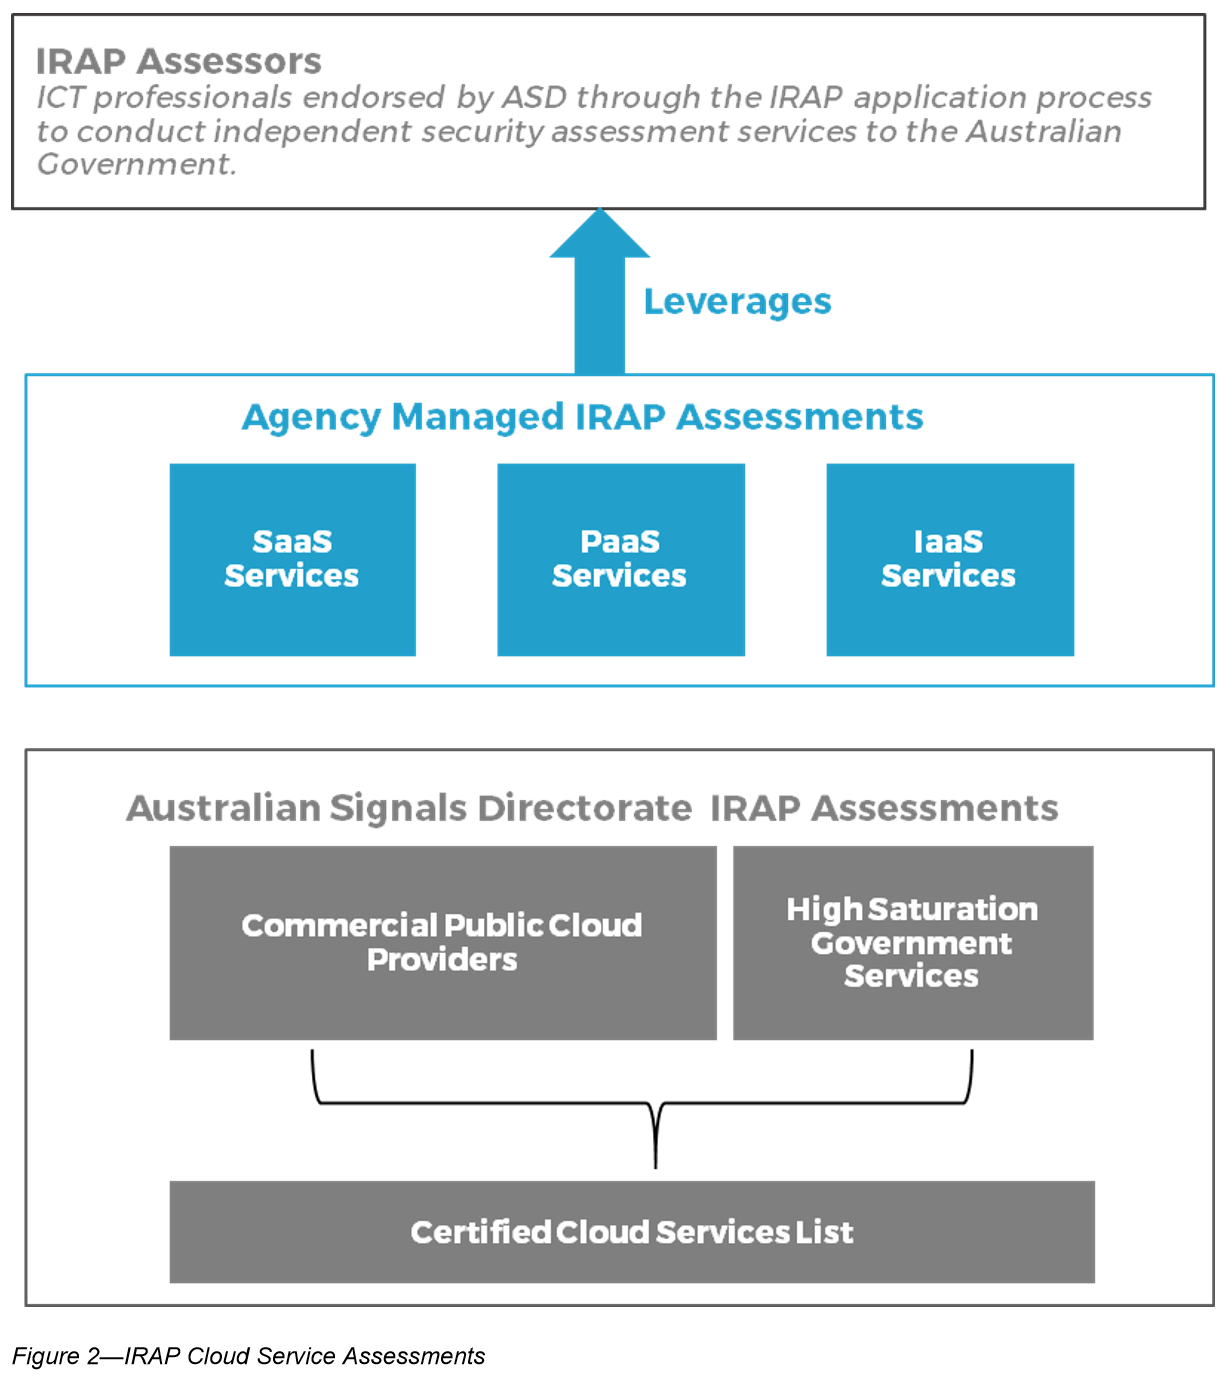 IRAP Assessors
ICT professionals endorsed by ASD through the IRAP application process
to conduct independent security assessment services to the Australian
Government.
Leverages
Agency Managed IRAP Assessments
SaaS
Services
PaaS
Services
IaaS
Services
Australian Signals Directorate IRAP Assessments
Commercial Public Cloud
Providers
High Saturation
Government
Services
Certified Cloud Services List
Figure 2—IRAP Cloud Service Assessments